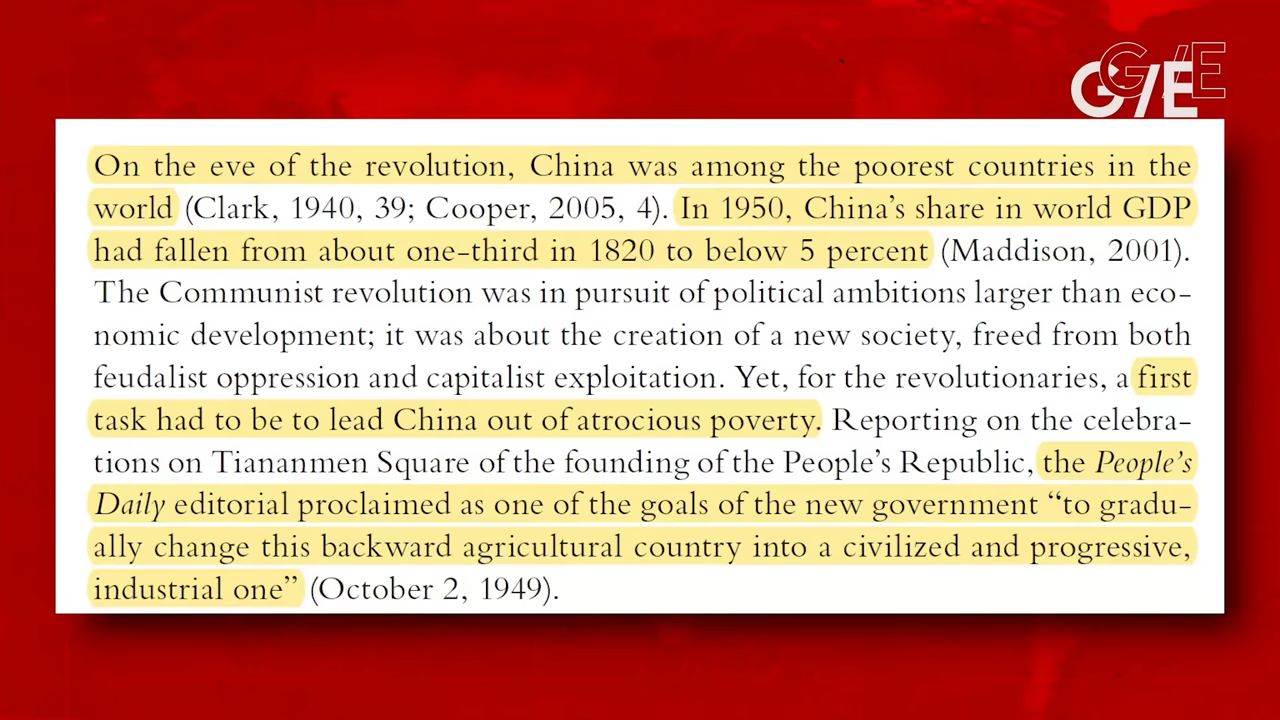 G/E
G/E
On the eve of the revolution, China was among the poorest countries in the
world (Clark, 1940, 39; Cooper, 2005, 4). In 1950, China’s share in world GDP
had fallen from about one-third in 1820 to below 5 percent (Maddison, 2001).
The Communist revolution was in pursuit of political ambitions larger than eco-
nomic development; it was about the creation of a new society, freed from both
feudalist oppression and capitalist exploitation. Yet, for the revolutionaries, a first
task had to be to lead China out of atrocious poverty. Reporting on the celebra-
tions on Tiananmen Square of the founding of the People’s Republic, the People’s
Daily editorial proclaimed as one of the goals of the new government “to gradu-
ally change this backward agricultural country into a civilized and progressive,
industrial one” (October 2, 1949).